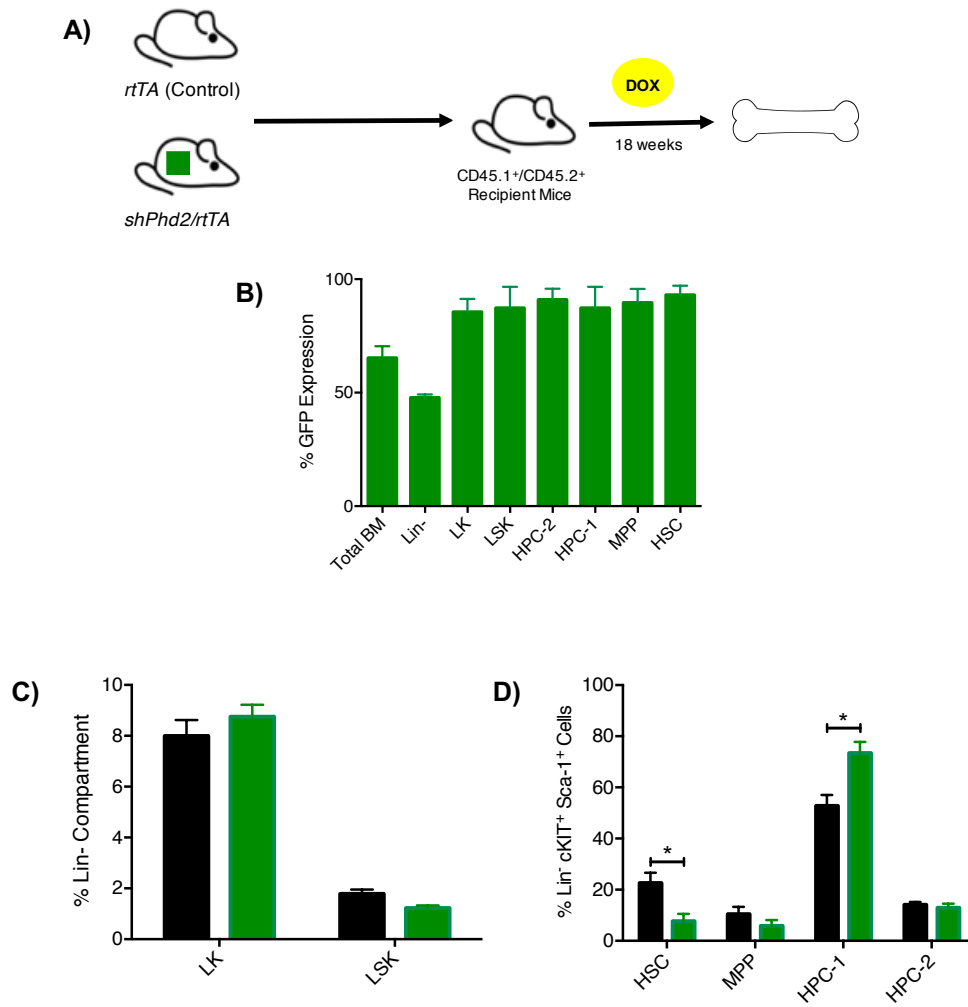 A)
rtTA (Control)
shPhd2/rtTA
CD45.1+/CD45.2+
Recipient Mice
DOX
18 weeks
B)
% GFP Expression
100
50
0
Total BM
Lin-
LK
LSK
HPC-2
HPC-1
MPP
HSC
C)
% Lin- Compartment
10
8
6
4
2
0
LK
LSK
D)
% Lin⁻ cKIT⁺ Sca-1⁺ Cells
100
80
60
40
20
0
*
*
HSC
MPP
HPC-1
HPC-2